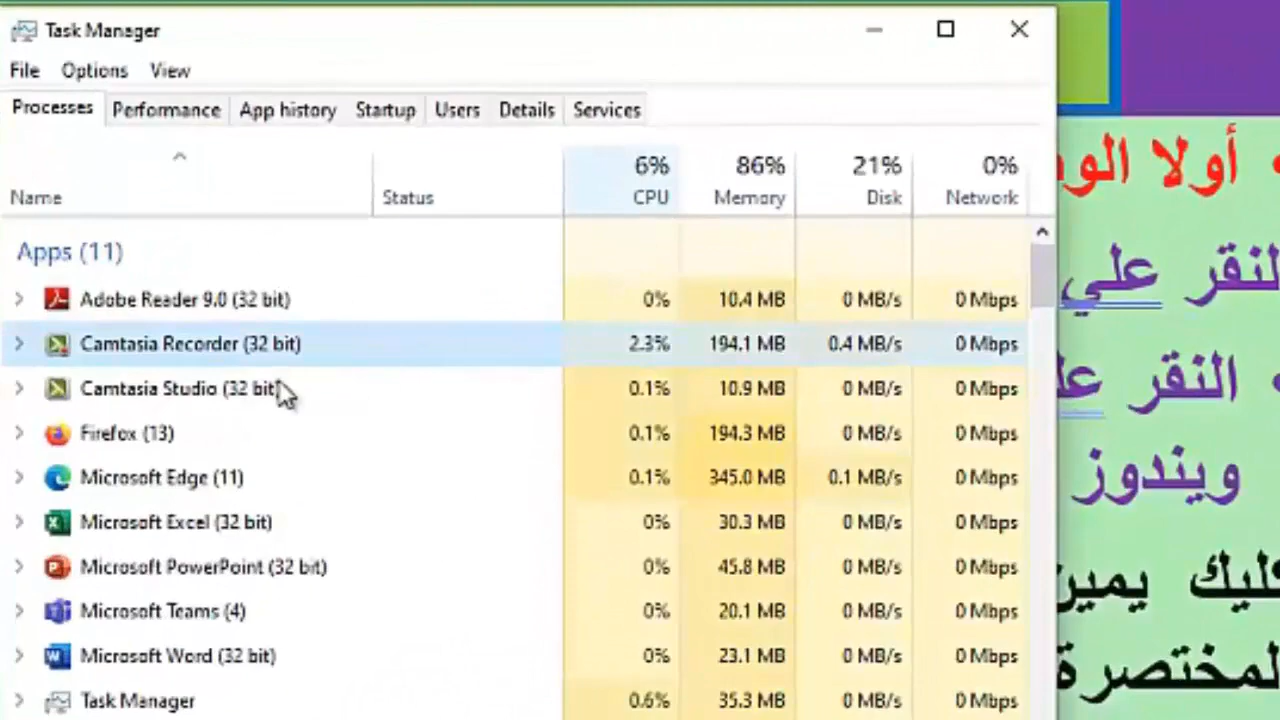 Task Manager
File Options View
Processes Performance App history Startup Users Details Services
6% 86% 21% 0%
Name Status CPU Memory Disk Network
Apps (11)
Adobe Reader 9.0 (32 bit) 0% 10.4 MB 0 MB/s 0 Mbps
Camtasia Recorder (32 bit) 2.3% 194.1 MB 0.4 MB/s 0 Mbps
Camtasia Studio (32 bit) 0.1% 10.9 MB 0 MB/s 0 Mbps
Firefox (13) 0.1% 194.3 MB 0 MB/s 0 Mbps
Microsoft Edge (11) 0.1% 345.0 MB 0.1 MB/s 0 Mbps
Microsoft Excel (32 bit) 0% 30.3 MB 0 MB/s 0 Mbps
Microsoft PowerPoint (32 bit) 0% 45.8 MB 0 MB/s 0 Mbps
Microsoft Teams (4) 0% 20.1 MB 0 MB/s 0 Mbps
Microsoft Word (32 bit) 0% 23.1 MB 0 MB/s 0 Mbps
Task Manager 0.6% 35.3 MB 0 MB/s 0 Mbps
• أولا
النقر علي
• النقر
ويندوز
كليك يمين
المختصرة